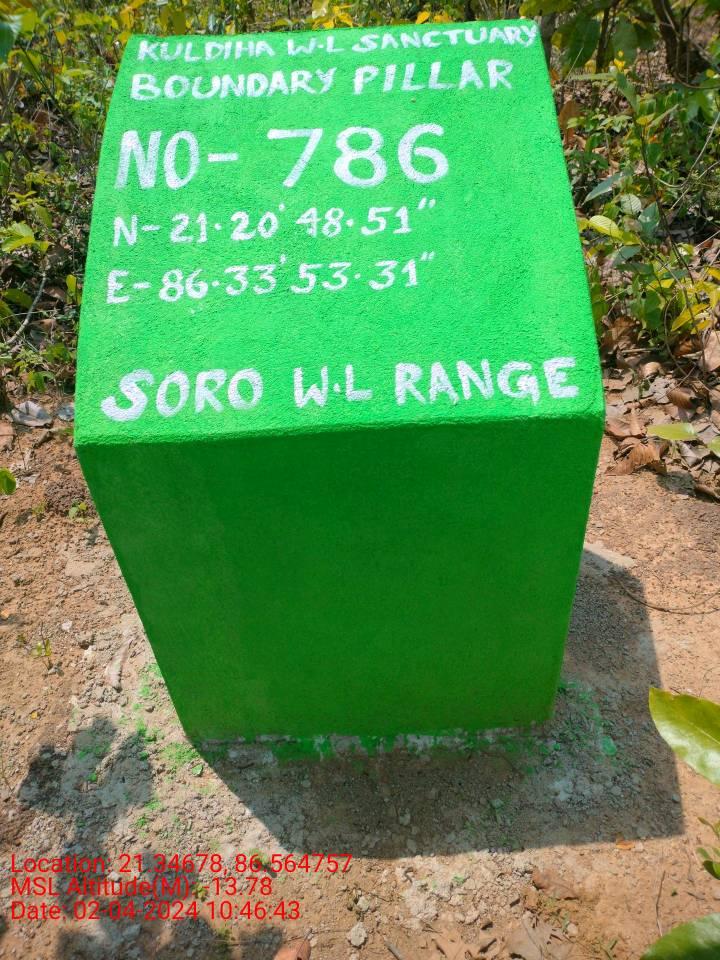 KULDIHA W.L SANCTUARY
BOUNDARY PILLAR
NO- 786
N- 21.20' 48.51"
E- 86.33' 53.31"
SORO W.L RANGE
Location: 21.34678, 86.564757
MSL Altitude(M): -13.78
Date: 02-04-2024 10:46:43